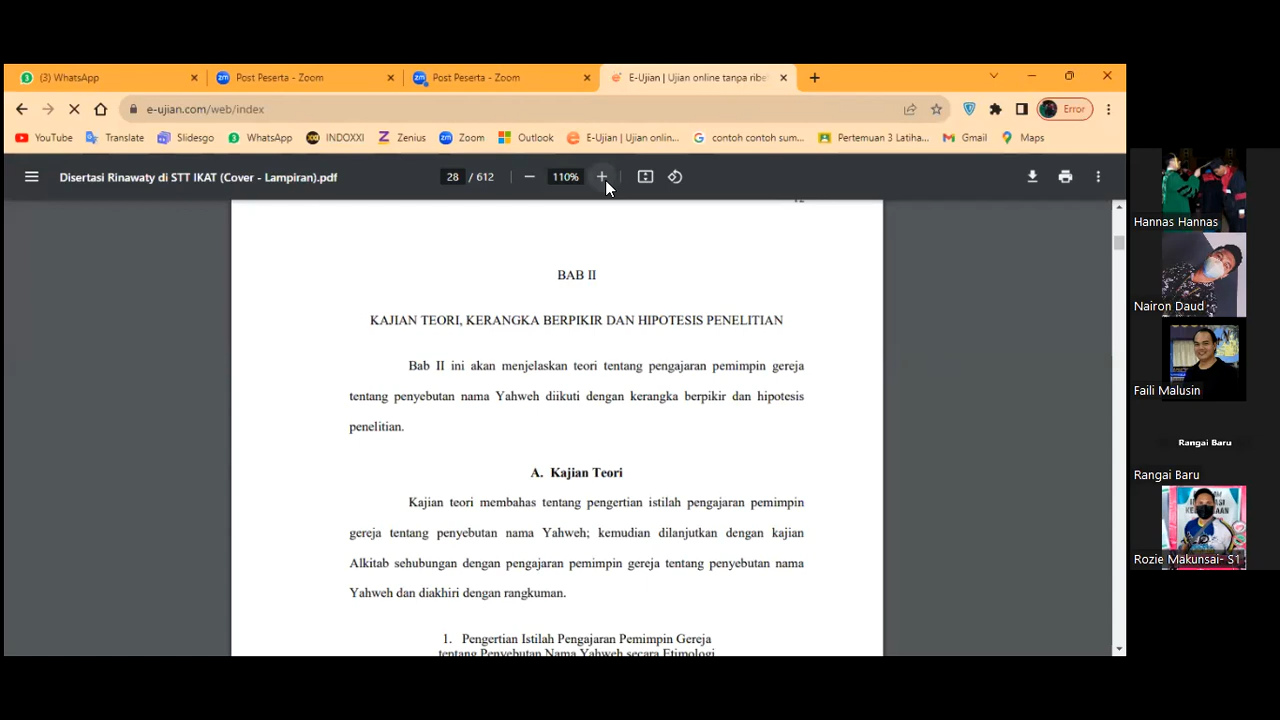 (3) WhatsApp
Post Peserta - Zoom
Post Peserta - Zoom
E-Ujian | Ujian online tanpa ribe
e-ujian.com/web/index
Error
YouTube
Translate
Slidesgo
WhatsApp
INDOXXI
Zenius
Zoom
Outlook
E-Ujian | Ujian onlin...
contoh contoh sum...
Pertemuan 3 Latiha...
Gmail
Maps
Disertasi Rinawaty di STT IKAT (Cover - Lampiran).pdf
28 / 612
110%
BAB II
KAJIAN TEORI, KERANGKA BERPIKIR DAN HIPOTESIS PENELITIAN
Bab II ini akan menjelaskan teori tentang pengajaran pemimpin gereja
tentang penyebutan nama Yahweh diikuti dengan kerangka berpikir dan hipotesis
penelitian.
A. Kajian Teori
Kajian teori membahas tentang pengertian istilah pengajaran pemimpin
gereja tentang penyebutan nama Yahweh; kemudian dilanjutkan dengan kajian
Alkitab sehubungan dengan pengajaran pemimpin gereja tentang penyebutan nama
Yahweh dan diakhiri dengan rangkuman.
1. Pengertian Istilah Pengajaran Pemimpin Gereja
tentang Penyebutan Nama Yahweh secara Etimologi
Hannas Hannas
Nairon Daud
Faili Malusin
Rangai Baru
Rangai Baru
Rozie Makunsai- S1